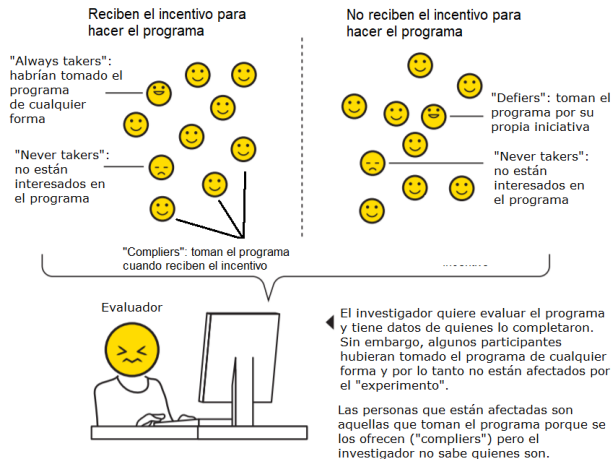 Reciben el incentivo para
hacer el programa
No reciben el incentivo para
hacer el programa
"Always takers":
habrían tomado el
programa
de cualquier
forma
"Never takers":
no están
interesados en
el programa
"Defiers": toman el
programa por su
propia iniciativa
"Never takers":
no están
interesados en
el programa
"Compliers": toman el programa
cuando reciben el incentivo
Evaluador
El investigador quiere evaluar el programa
y tiene datos de quienes lo completaron.
Sin embargo, algunos participantes
hubieran tomado el programa de cualquier
forma y por lo tanto no están afectados por
el "experimento".
Las personas que están afectadas son
aquellas que toman el programa porque se
los ofrecen ("compliers") pero el
investigador no sabe quienes son.